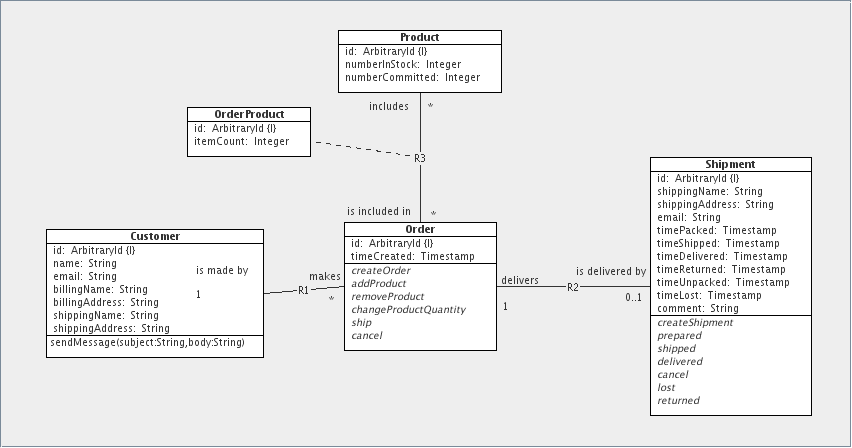 Product
id: ArbitraryId {I}
numberInStock: Integer
numberCommitted: Integer
includes *
OrderProduct
id: ArbitraryId {I}
itemCount: Integer
R3
is included in *
Customer
id: ArbitraryId {I}
name: String
email: String
billingName: String
billingAddress: String
shippingName: String
shippingAddress: String
sendMessage(subject:String,body:String)
is made by
1
R1
makes
*
Order
id: ArbitraryId {I}
timeCreated: Timestamp
createOrder
addProduct
removeProduct
changeProductQuantity
ship
cancel
delivers
1
R2
is delivered by
0..1
Shipment
id: ArbitraryId {I}
shippingName: String
shippingAddress: String
email: String
timePacked: Timestamp
timeShipped: Timestamp
timeDelivered: Timestamp
timeReturned: Timestamp
timeUnpacked: Timestamp
timeLost: Timestamp
comment: String
createShipment
prepared
shipped
delivered
cancel
lost
returned